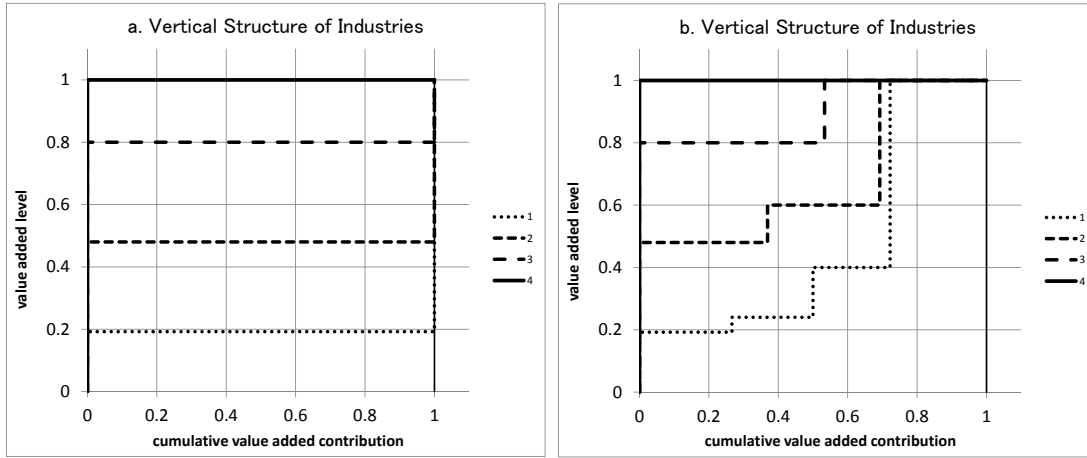 a. Vertical Structure of Industries
1
0.8
0.6
0.4
0.2
0
0 0.2 0.4 0.6 0.8 1
value added level
cumulative value added contribution
1
2
3
4
b. Vertical Structure of Industries
1
0.8
0.6
0.4
0.2
0
0 0.2 0.4 0.6 0.8 1
value added level
cumulative value added contribution
1
2
3
4